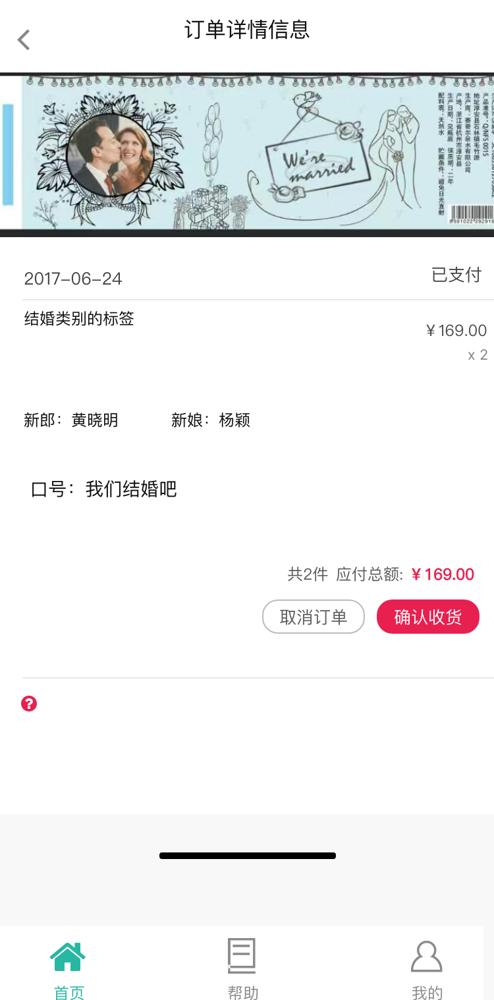 订单详情信息
We're
married
配料表：天然水 贮藏条件：避免日光直射
生产日期：见瓶底 保质期：二年
产地：浙江省杭州市淳安县
生产商：赛奇尔泉水有限公司
地址淳安县石林镇毛竹源
产品准号：Q/NFS 001S
2017-06-24
已支付
结婚类别的标签
¥169.00
x 2
新郎：黄晓明 新娘：杨颖
口号：我们结婚吧
共2件 应付总额: ¥169.00
取消订单 确认收货
?
首页 帮助 我的